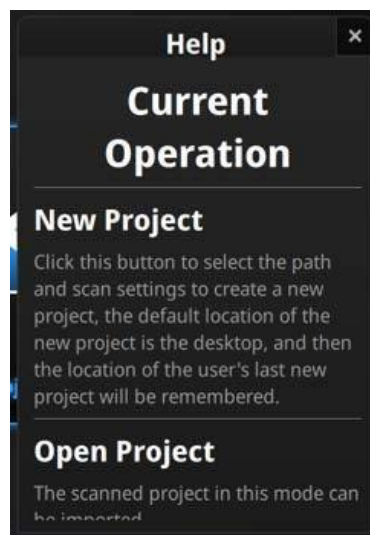 Help
×
Current
Operation
New Project
Click this button to select the path
and scan settings to create a new
project, the default location of the
new project is the desktop, and then
the location of the user's last new
project will be remembered.
Open Project
The scanned project in this mode can
be imported